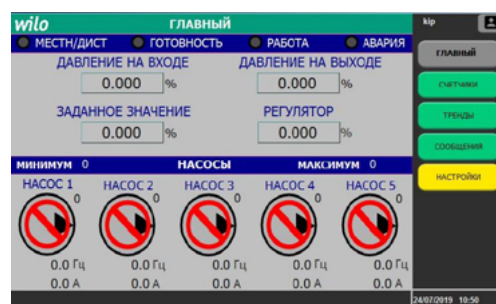 wilo ГЛАВНЫЙ kip
МЕСТН/ДИСТ ГОТОВНОСТЬ РАБОТА АВАРИЯ
ГЛАВНЫЙ
ДАВЛЕНИЕ НА ВХОДЕ ДАВЛЕНИЕ НА ВЫХОДЕ
0.000 % 0.000 %
СЧЕТЧИКИ
ЗАДАННОЕ ЗНАЧЕНИЕ РЕГУЛЯТОР
ТРЕНДЫ
0.000 % 0.000 %
СООБЩЕНИЯ
МИНИМУМ 0 НАСОСЫ МАКСИМУМ 0
НАСТРОЙКИ
НАСОС 1 НАСОС 2 НАСОС 3 НАСОС 4 НАСОС 5
0 0 0 0 0
0.0 Гц 0.0 Гц 0.0 Гц 0.0 Гц 0.0 Гц
0.0 А 0.0 А 0.0 А 0.0 А 0.0 А
24/07/2019 10:50